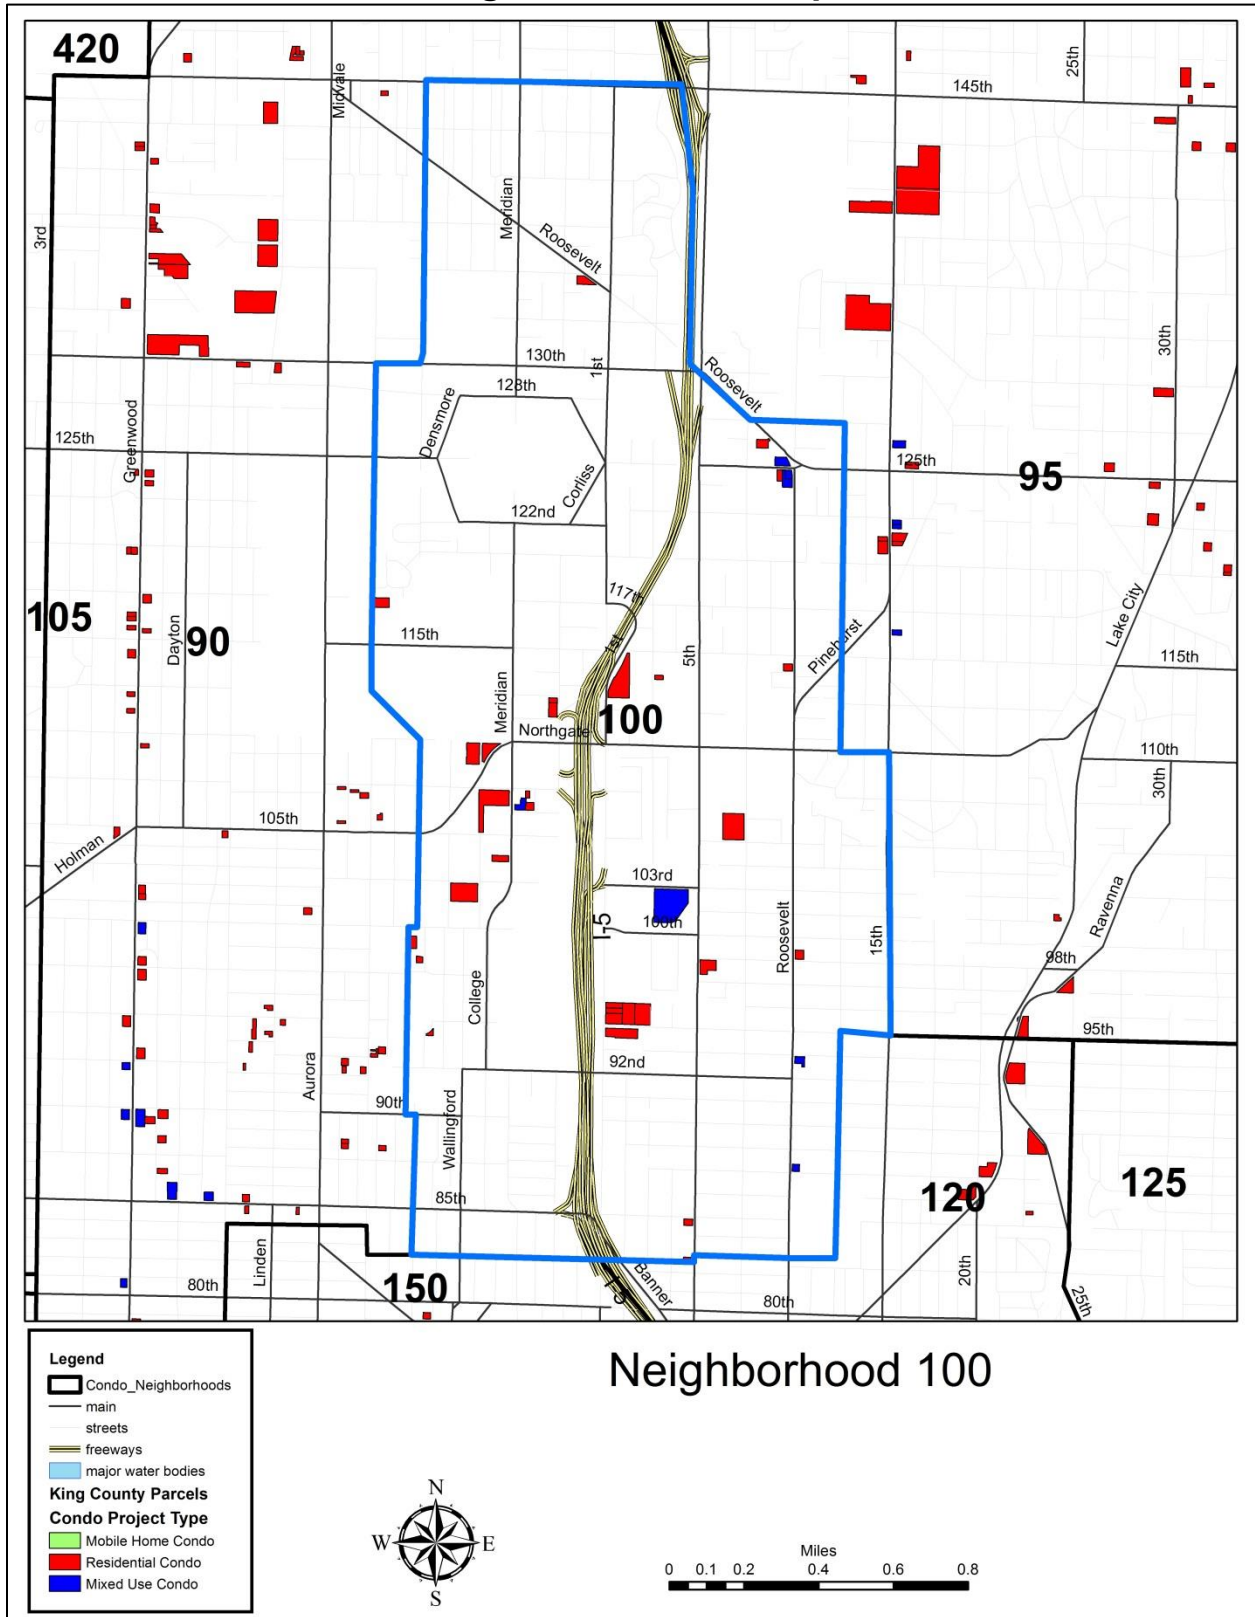 420
Midvale
25th
145th
3rd
Meridian
Roosevelt
30th
130th
1st
128th
Roosevelt
Densmore
Greenwood
125th
125th
95
Corliss
122nd
117th
105
Dayton
90
115th
1st
5th
Pinehurst
Lake City
115th
Meridian
100
Northgate
110th
30th
105th
Holman
103rd
I-5
100th
Roosevelt
15th
Ravenna
98th
College
95th
Aurora
92nd
90th
Wallingford
85th
120
125
Linden
80th
150
I-5
Banner
80th
20th
25th
Neighborhood 100
Legend
Condo_Neighborhoods
main
streets
freeways
major water bodies
King County Parcels
Condo Project Type
Mobile Home Condo
Residential Condo
Mixed Use Condo
N
W E
S
Miles
0 0.1 0.2 0.4 0.6 0.8